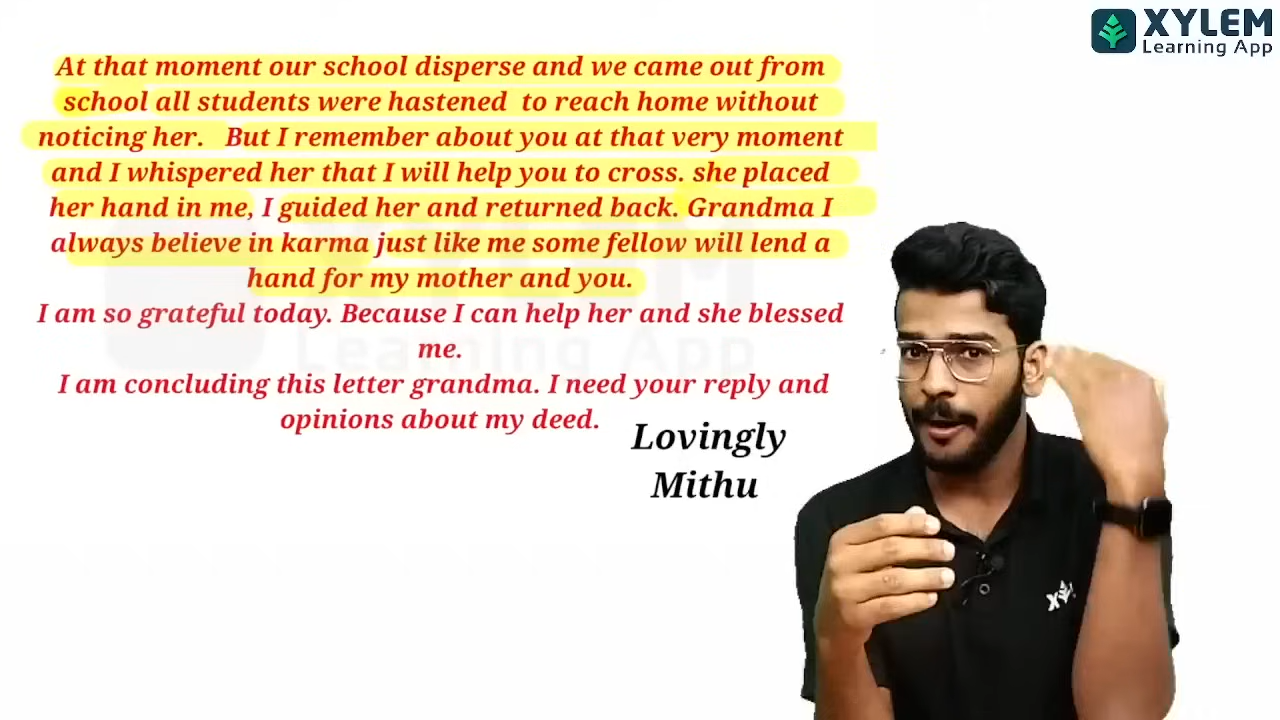 XYLEM
Learning App
At that moment our school disperse and we came out from
school all students were hastened to reach home without
noticing her. But I remember about you at that very moment
and I whispered her that I will help you to cross. she placed
her hand in me, I guided her and returned back. Grandma I
always believe in karma just like me some fellow will lend a
hand for my mother and you.
I am so grateful today. Because I can help her and she blessed
me.
I am concluding this letter grandma. I need your reply and
opinions about my deed.
Lovingly
Mithu
XYLEM
Learning App